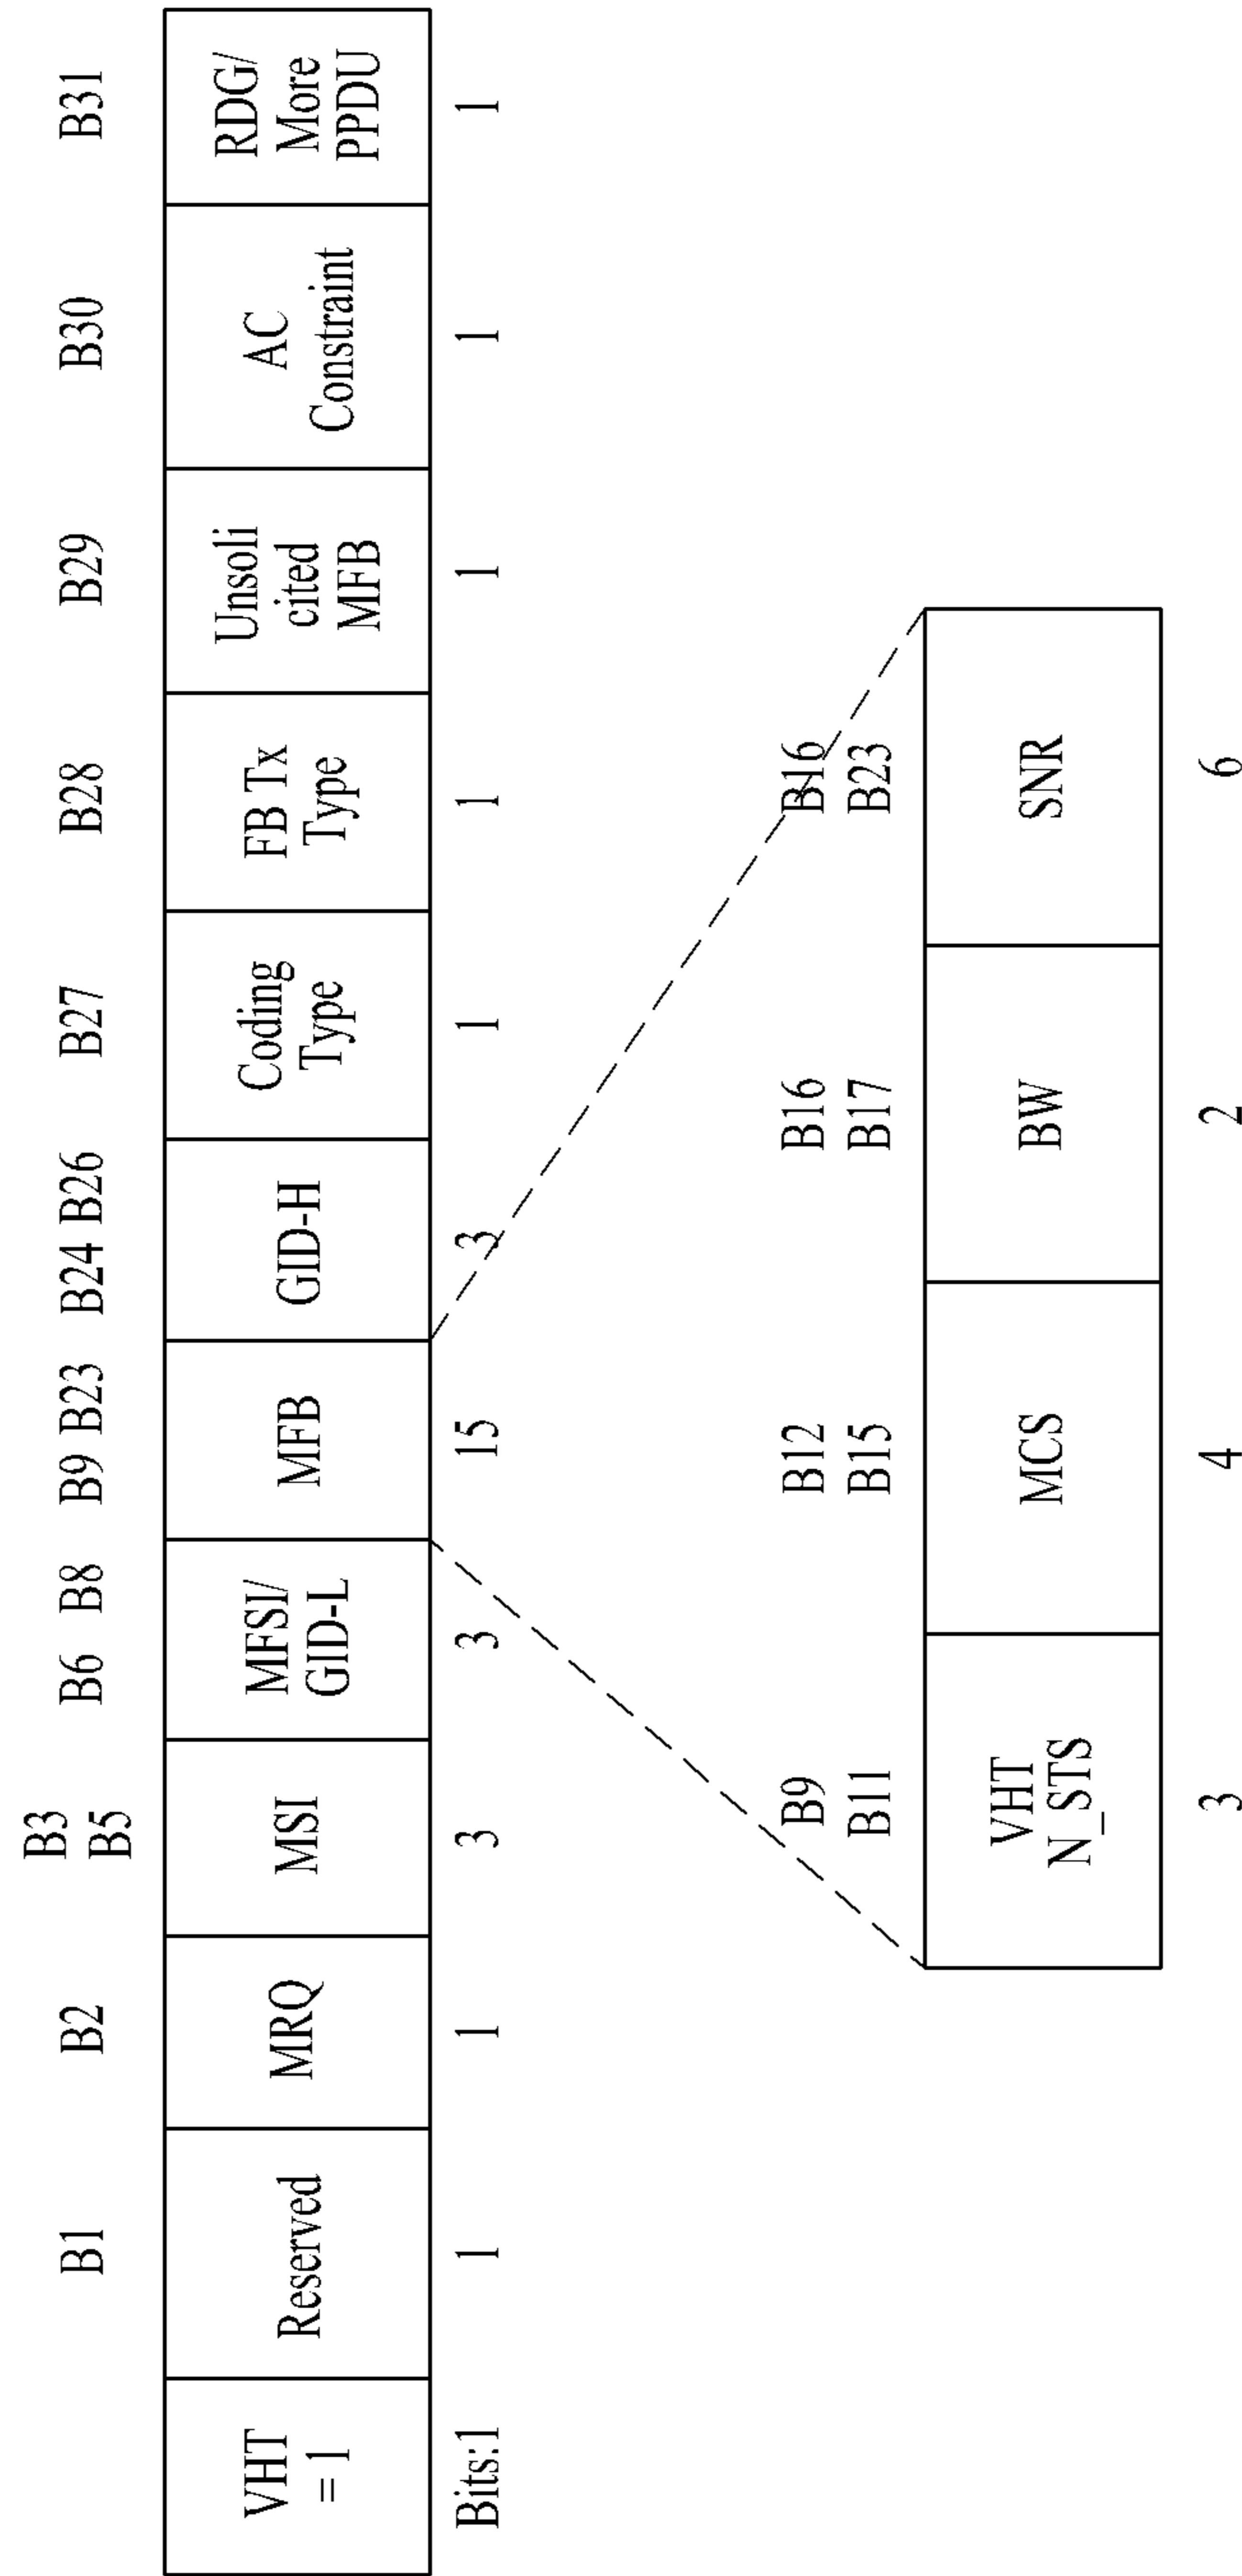 B1
B2
B3
B5
B6 B8
B9 B23
B24 B26
B27
B28
B29
B30
B31
VHT
= 1
Reserved
MRQ
MSI
MFSI/
GID-L
MFB
GID-H
Coding
Type
FB Tx
Type
Unsoli
cited
MFB
AC
Constraint
RDG/
More
PPDU
Bits:1
1
1
3
3
15
3
1
1
1
1
1
B9
B11
B12
B15
B16
B17
B16
B23
VHT
N_STS
MCS
BW
SNR
3
4
2
6